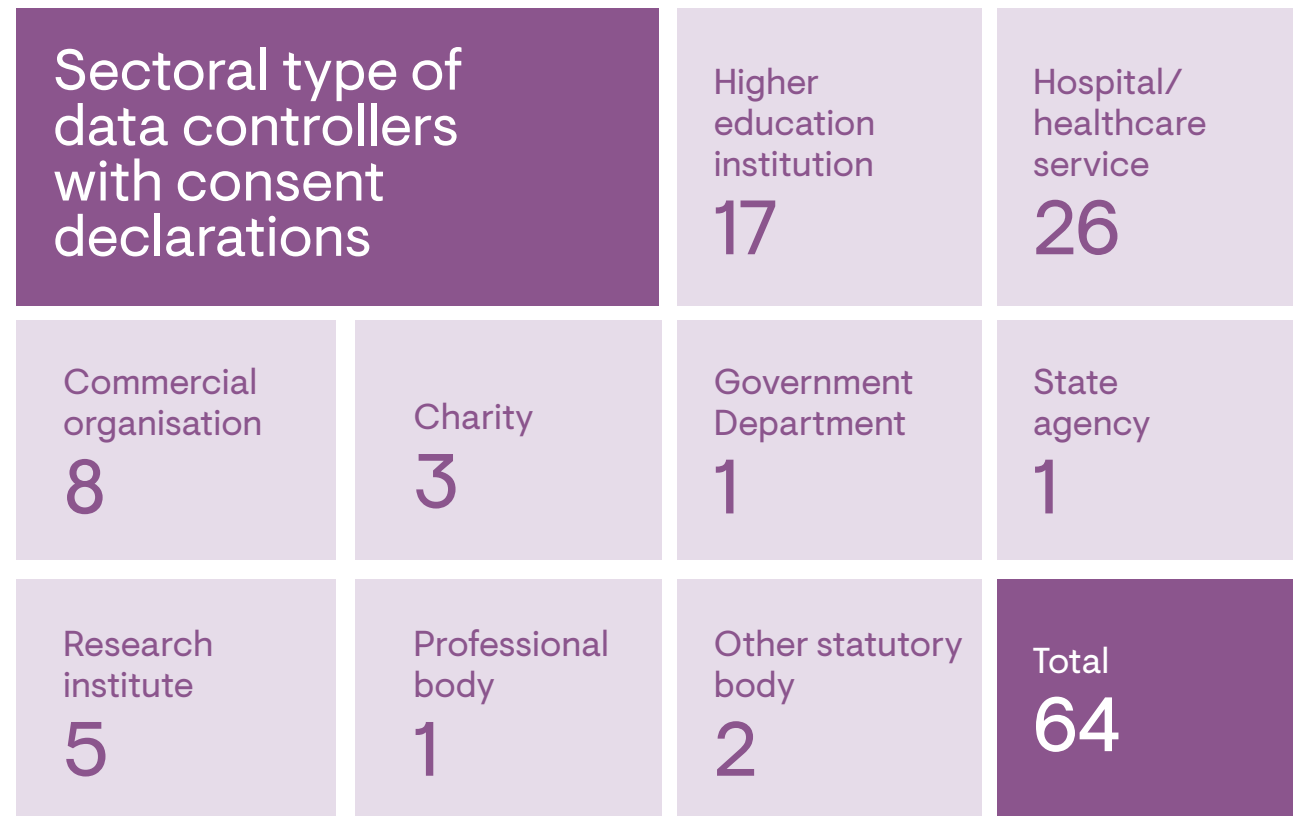 Sectoral type of
data controllers
with consent
declarations
Higher
education
institution
17
Hospital/
healthcare
service
26
Commercial
organisation
8
Charity
3
Government
Department
1
State
agency
1
Research
institute
5
Professional
body
1
Other statutory
body
2
Total
64